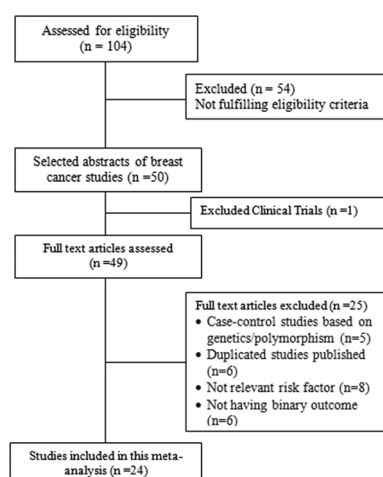 Assessed for eligibility
(n = 104)
Excluded (n = 54)
Not fulfilling eligibility criteria
Selected abstracts of breast
cancer studies (n =50)
Excluded Clinical Trials (n =1)
Full text articles assessed
(n =49)
Full text articles excluded (n =25)
• Case-control studies based on
genetics/polymorphism (n=5)
• Duplicated studies published
(n=6)
• Not relevant risk factor (n=8)
• Not having binary outcome
(n=6)
Studies included in this meta-
analysis (n =24)